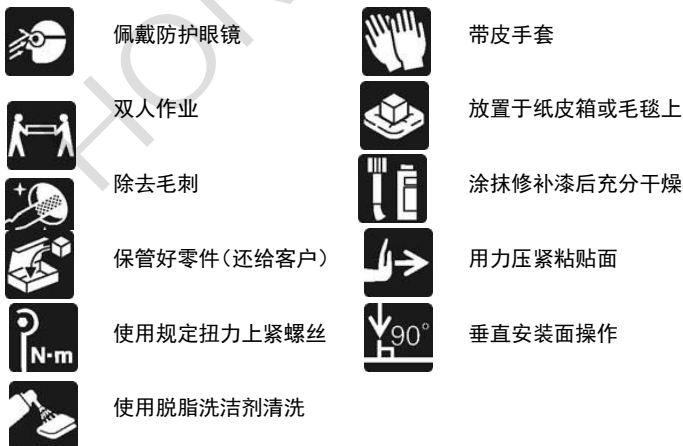 佩戴防护眼镜
带皮手套
双人作业
放置于纸皮箱或毛毯上
除去毛刺
涂抹修补漆后充分干燥
保管好零件(还给客户)
用力压紧粘贴面
使用规定扭力上紧螺丝
N·m
垂直安装面操作
90°
使用脱脂洗洁剂清洗